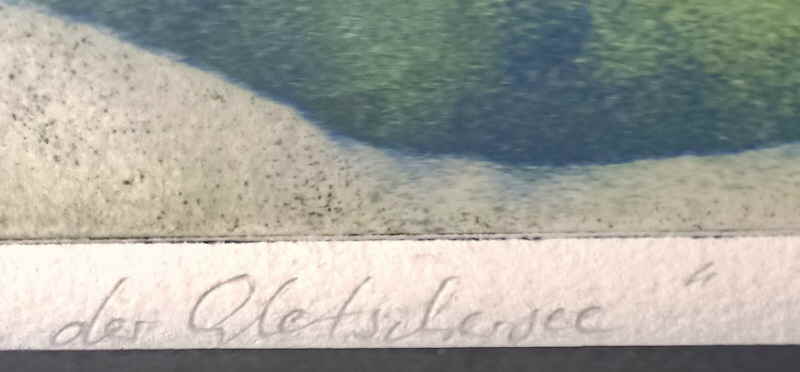 der Gletschersee "